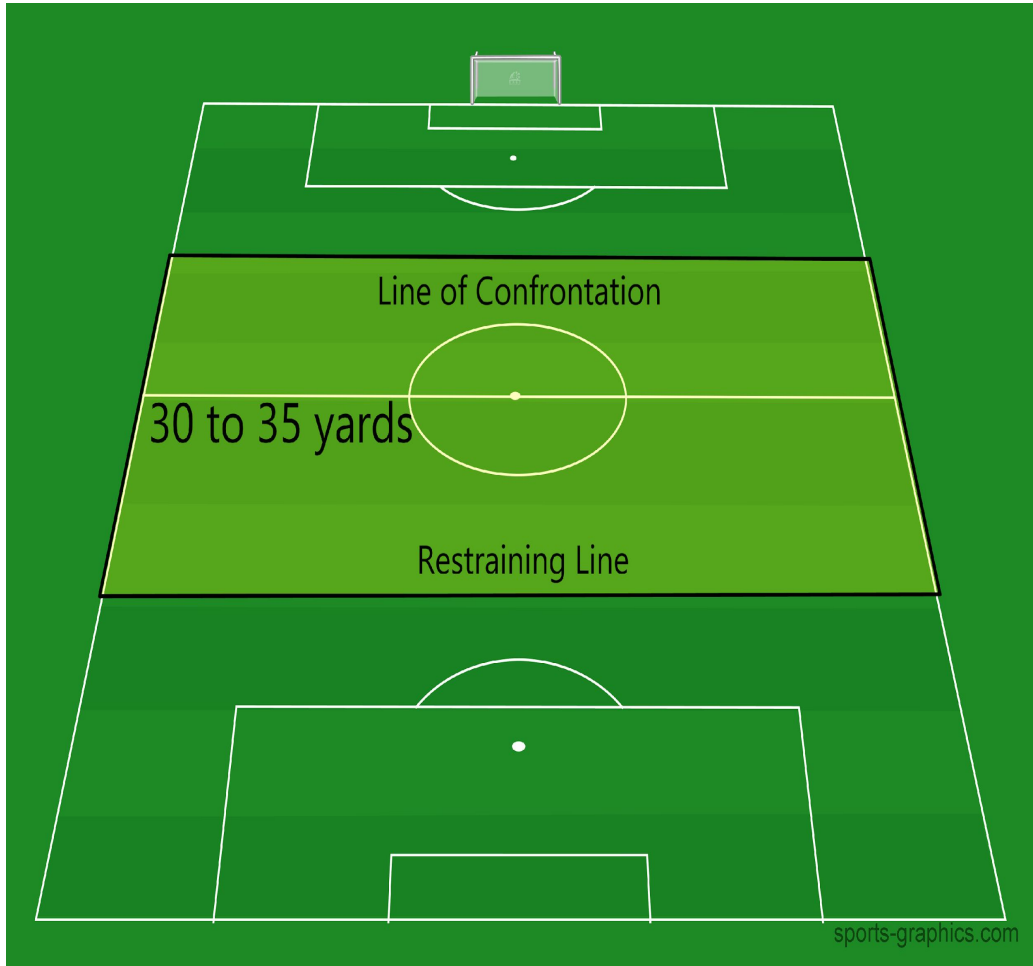 Line of Confrontation
30 to 35 yards
Restraining Line
sports-graphics.com